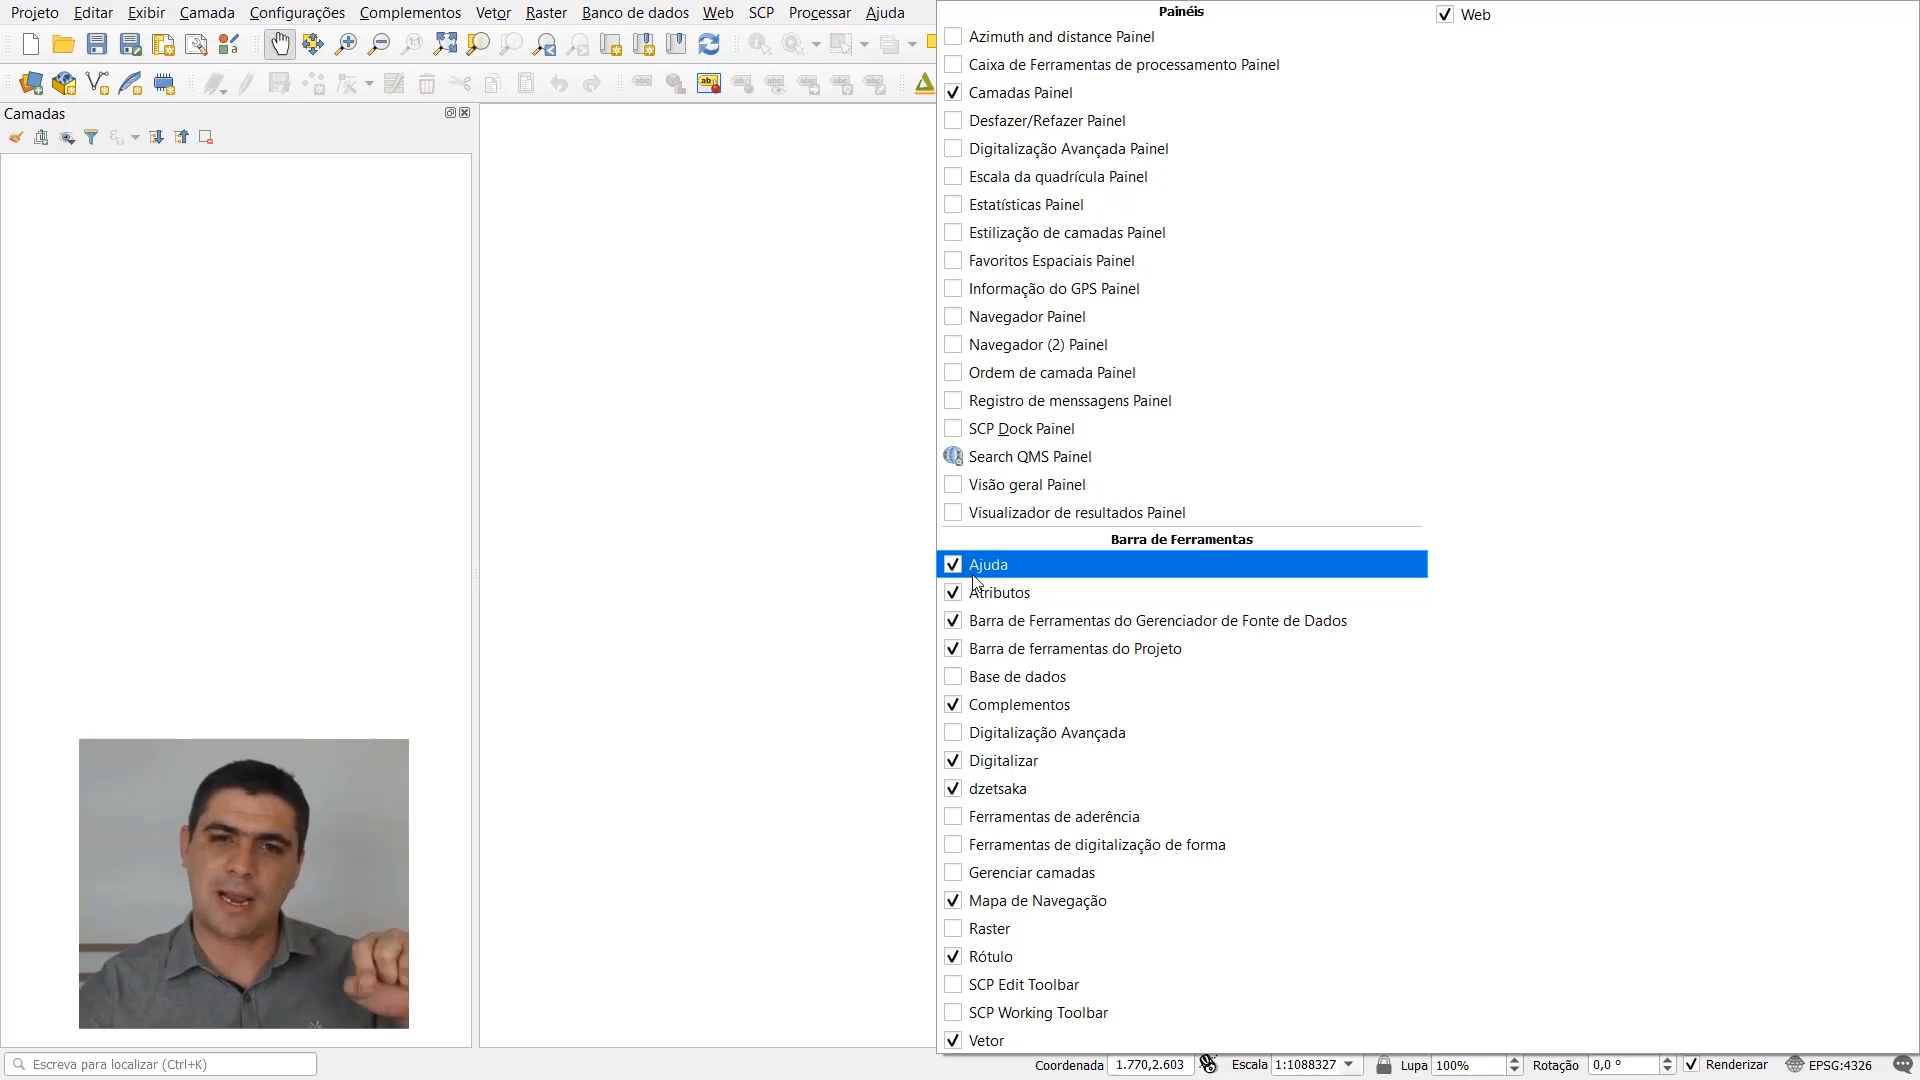 Projeto Editar Exibir Camada Configurações Complementos Vetor Raster Banco de dados Web SCP Processar Ajuda
Camadas
Painéis
Azimuth and distance Painel
Caixa de Ferramentas de processamento Painel
Camadas Painel
Desfazer/Refazer Painel
Digitalização Avançada Painel
Escala da quadrícula Painel
Estatísticas Painel
Estilização de camadas Painel
Favoritos Espaciais Painel
Informação do GPS Painel
Navegador Painel
Navegador (2) Painel
Ordem de camada Painel
Registro de menssagens Painel
SCP Dock Painel
Search QMS Painel
Visão geral Painel
Visualizador de resultados Painel
Barra de Ferramentas
Ajuda
Atributos
Barra de Ferramentas do Gerenciador de Fonte de Dados
Barra de ferramentas do Projeto
Base de dados
Complementos
Digitalização Avançada
Digitalizar
dzetsaka
Ferramentas de aderência
Ferramentas de digitalização de forma
Gerenciar camadas
Mapa de Navegação
Raster
Rótulo
SCP Edit Toolbar
SCP Working Toolbar
Vetor
Web
Escreva para localizar (Ctrl+K)
Coordenada 1.770,2.603 Escala 1:1088327 Lupa 100% Rotação 0,0 ° Renderizar EPSG:4326